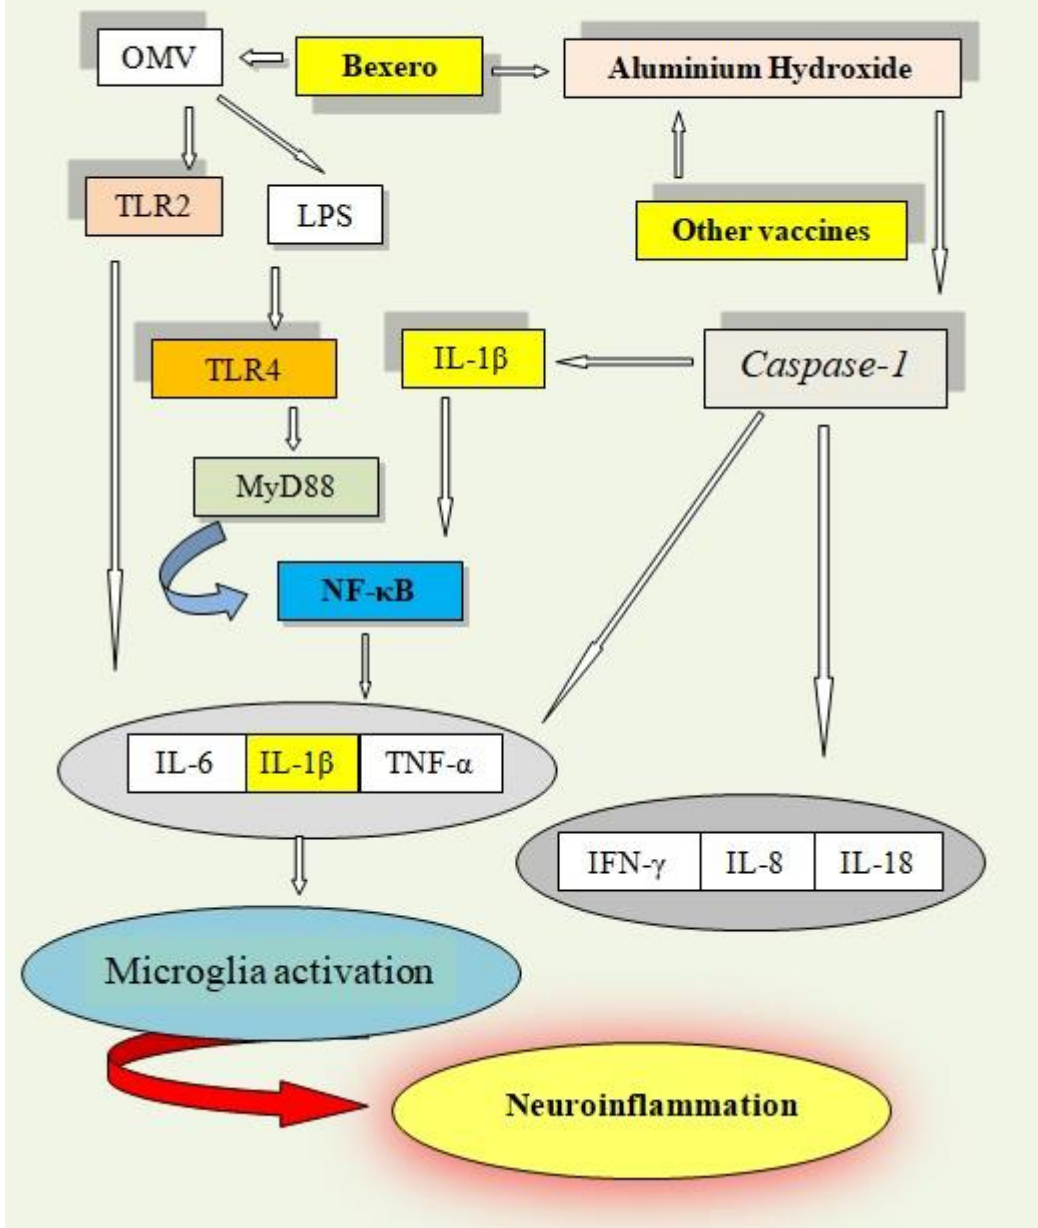 OMV
Bexero
Aluminium Hydroxide
TLR2
LPS
Other vaccines
TLR4
IL-1β
Caspase-1
MyD88
NF-κB
IL-6 IL-1β TNF-α
IFN-γ IL-8 IL-18
Microglia activation
Neuroinflammation